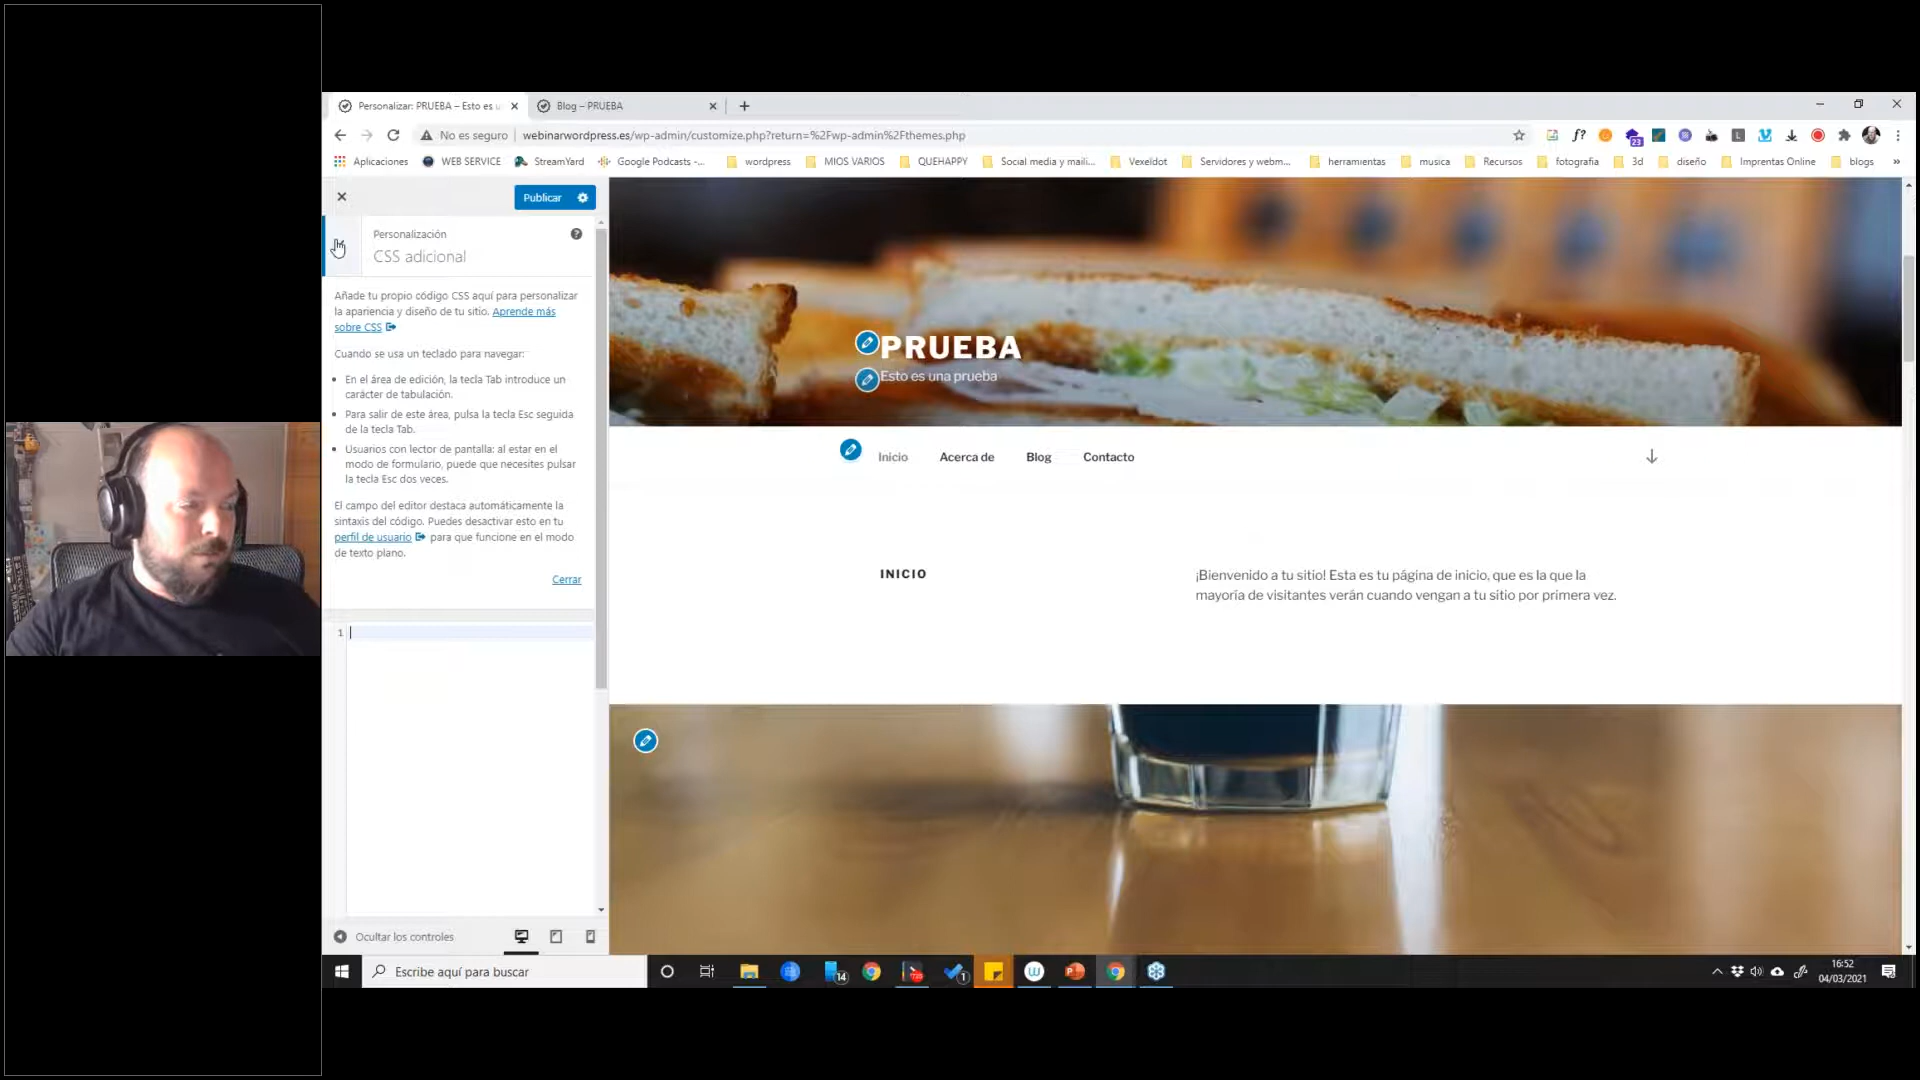 Personalizar: PRUEBA – Esto es u
Blog – PRUEBA
No es seguro
webinarwordpress.es/wp-admin/customize.php?return=%2Fwp-admin%2Fthemes.php
23
Aplicaciones
WEB SERVICE
StreamYard
Google Podcasts -...
wordpress
MIOS VARIOS
QUEHAPPY
Social media y maili...
Vexeldot
Servidores y webm...
herramientas
musica
Recursos
fotografia
3d
diseño
Imprentas Online
blogs
Publicar
Personalización
CSS adicional
Añade tu propio código CSS aquí para personalizar
la apariencia y diseño de tu sitio. Aprende más
sobre CSS
Cuando se usa un teclado para navegar:
En el área de edición, la tecla Tab introduce un
carácter de tabulación.
Para salir de este área, pulsa la tecla Esc seguida
de la tecla Tab.
Usuarios con lector de pantalla: al estar en el
modo de formulario, puede que necesites pulsar
la tecla Esc dos veces.
El campo del editor destaca automáticamente la
sintaxis del código. Puedes desactivar esto en tu
perfil de usuario para que funcione en el modo
de texto plano.
Cerrar
1
Ocultar los controles
PRUEBA
Esto es una prueba
Inicio
Acerca de
Blog
Contacto
INICIO
¡Bienvenido a tu sitio! Esta es tu página de inicio, que es la que la
mayoría de visitantes verán cuando vengan a tu sitio por primera vez.
Escribe aquí para buscar
14
1
16:52
04/03/2021